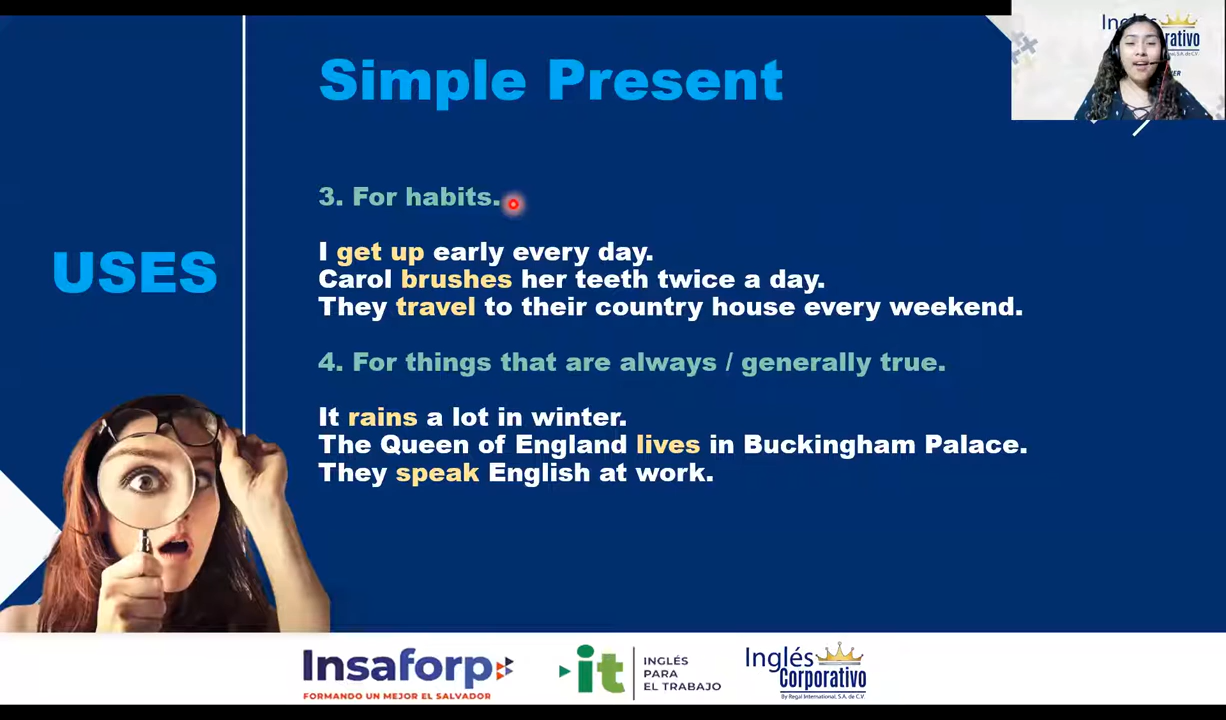 Simple Present
3. For habits.
I get up early every day.
Carol brushes her teeth twice a day.
They travel to their country house every weekend.
USES
4. For things that are always / generally true.
It rains a lot in winter.
The Queen of England lives in Buckingham Palace.
They speak English at work.
Insaforp
FORMANDO UN MEJOR EL SALVADOR
it
INGLÉS
PARA
EL TRABAJO
Inglés
Corporativo
By Regal International, S.A. de C.V.